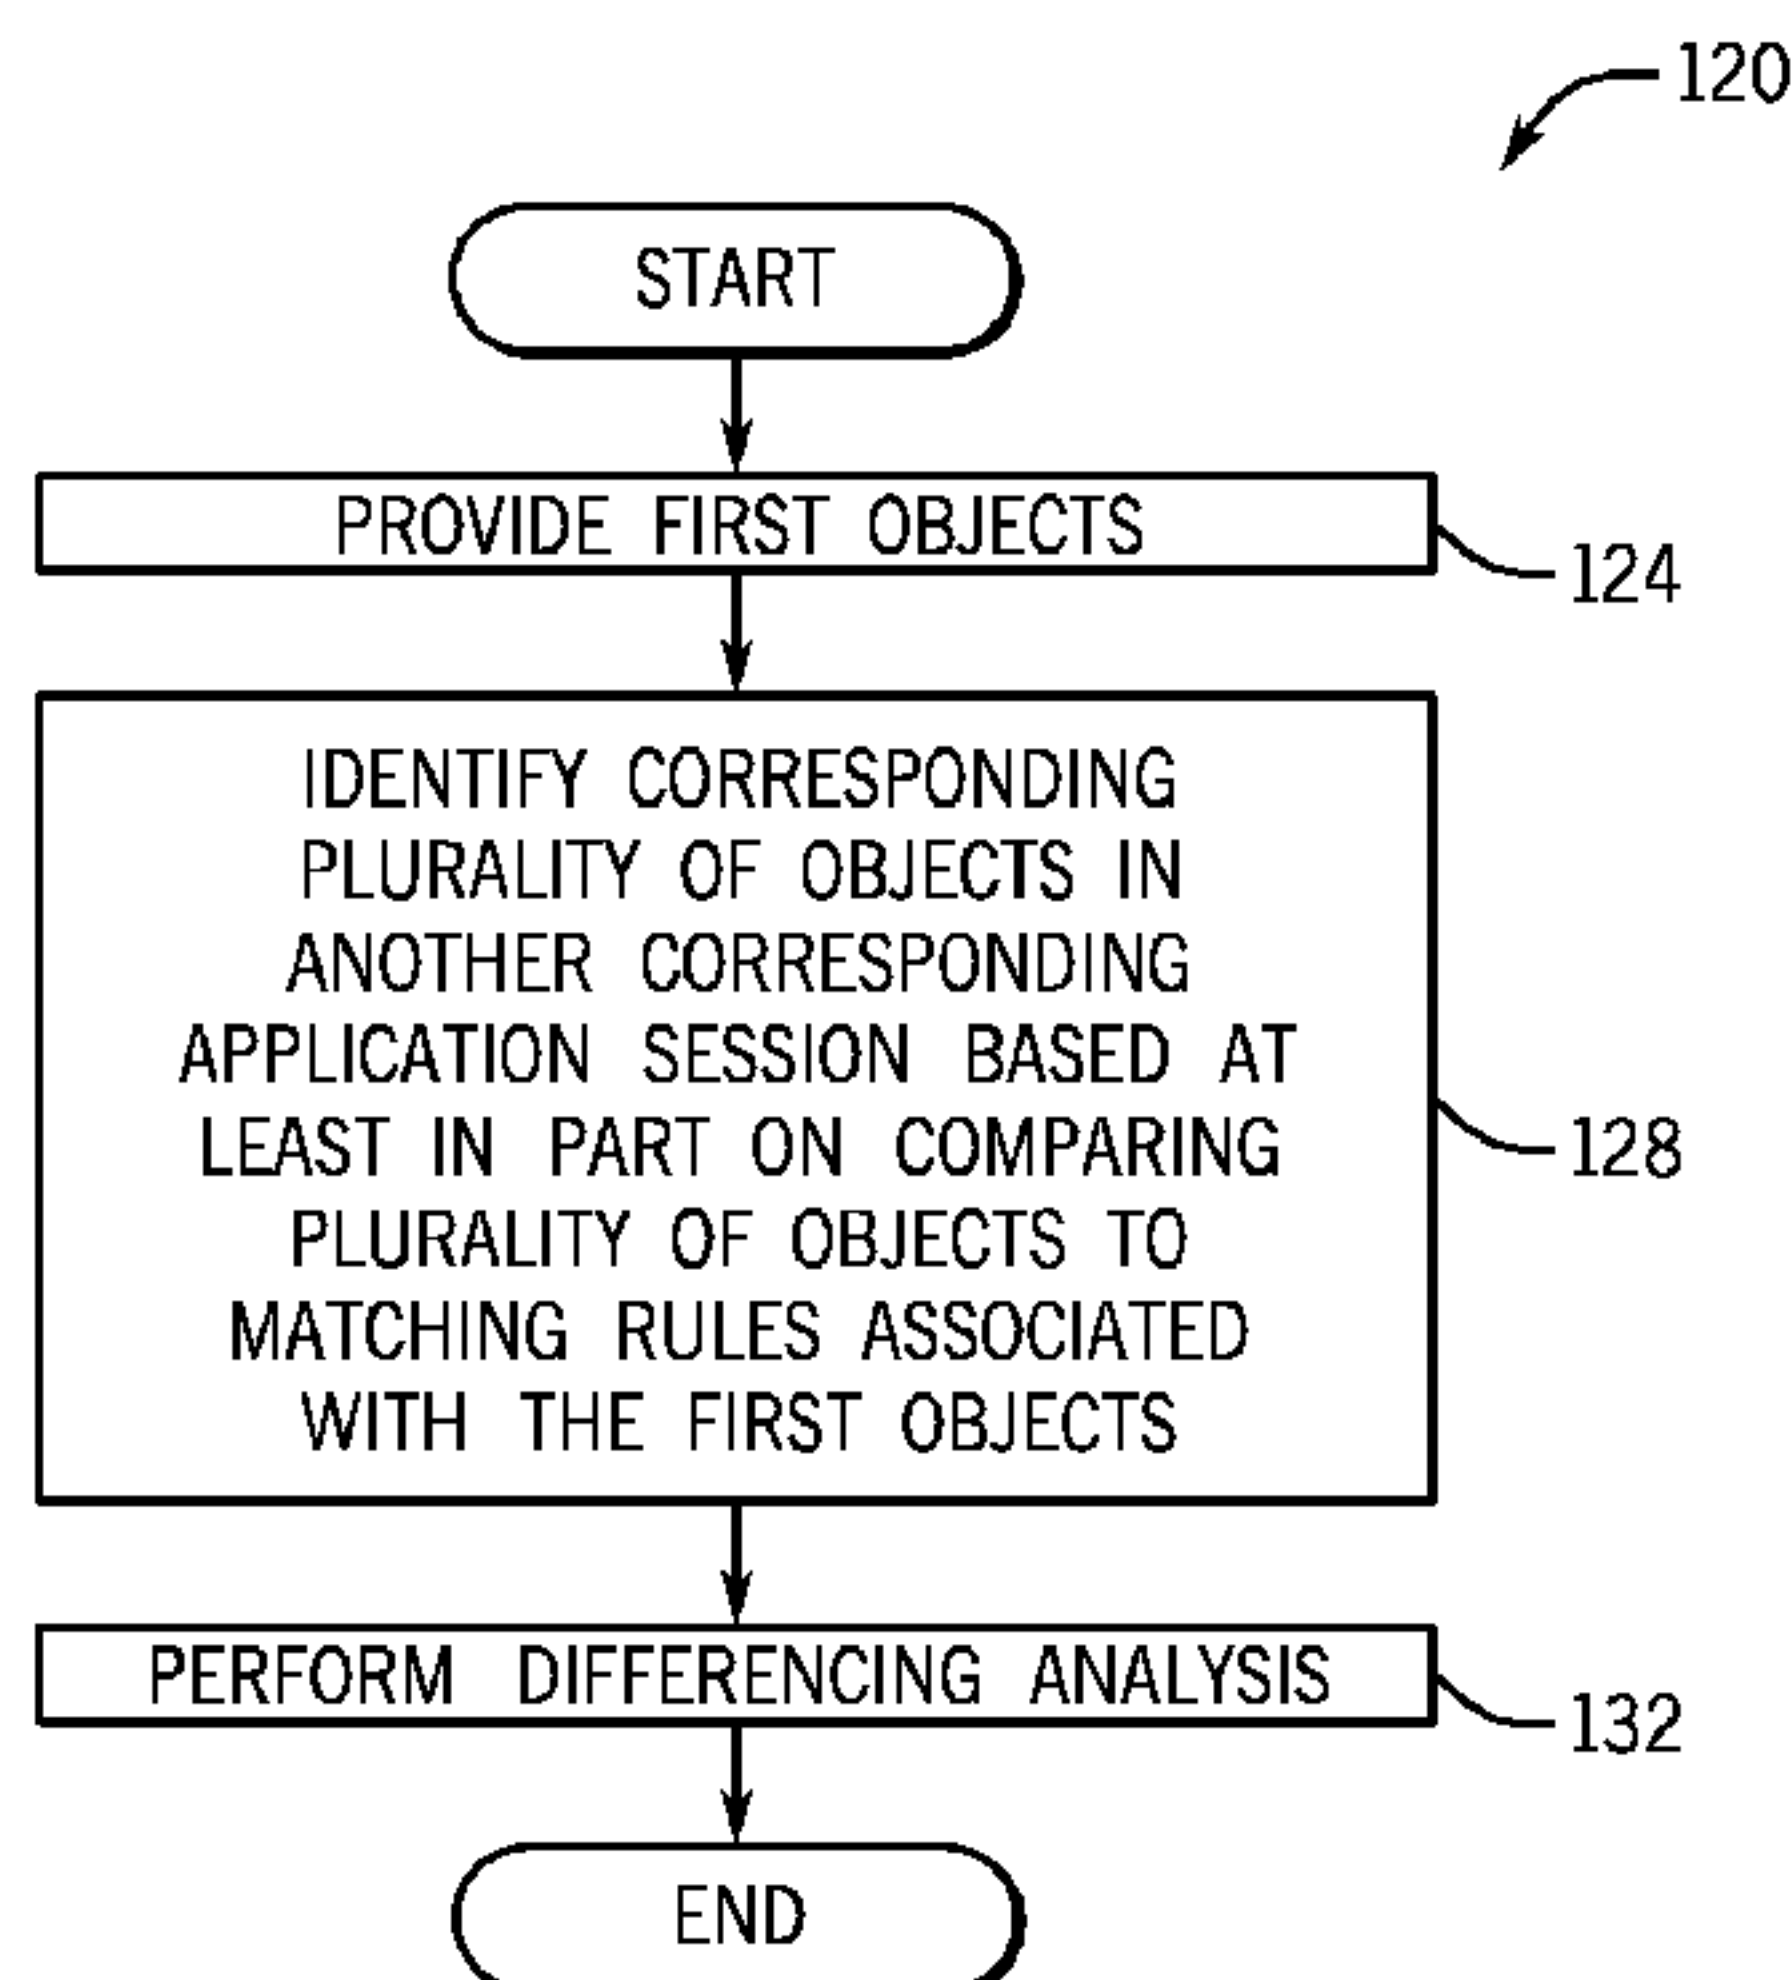 120
START
PROVIDE FIRST OBJECTS
124
IDENTIFY CORRESPONDING
PLURALITY OF OBJECTS IN
ANOTHER CORRESPONDING
APPLICATION SESSION BASED AT
LEAST IN PART ON COMPARING
PLURALITY OF OBJECTS TO
MATCHING RULES ASSOCIATED
WITH THE FIRST OBJECTS
128
PERFORM DIFFERENCING ANALYSIS
132
END